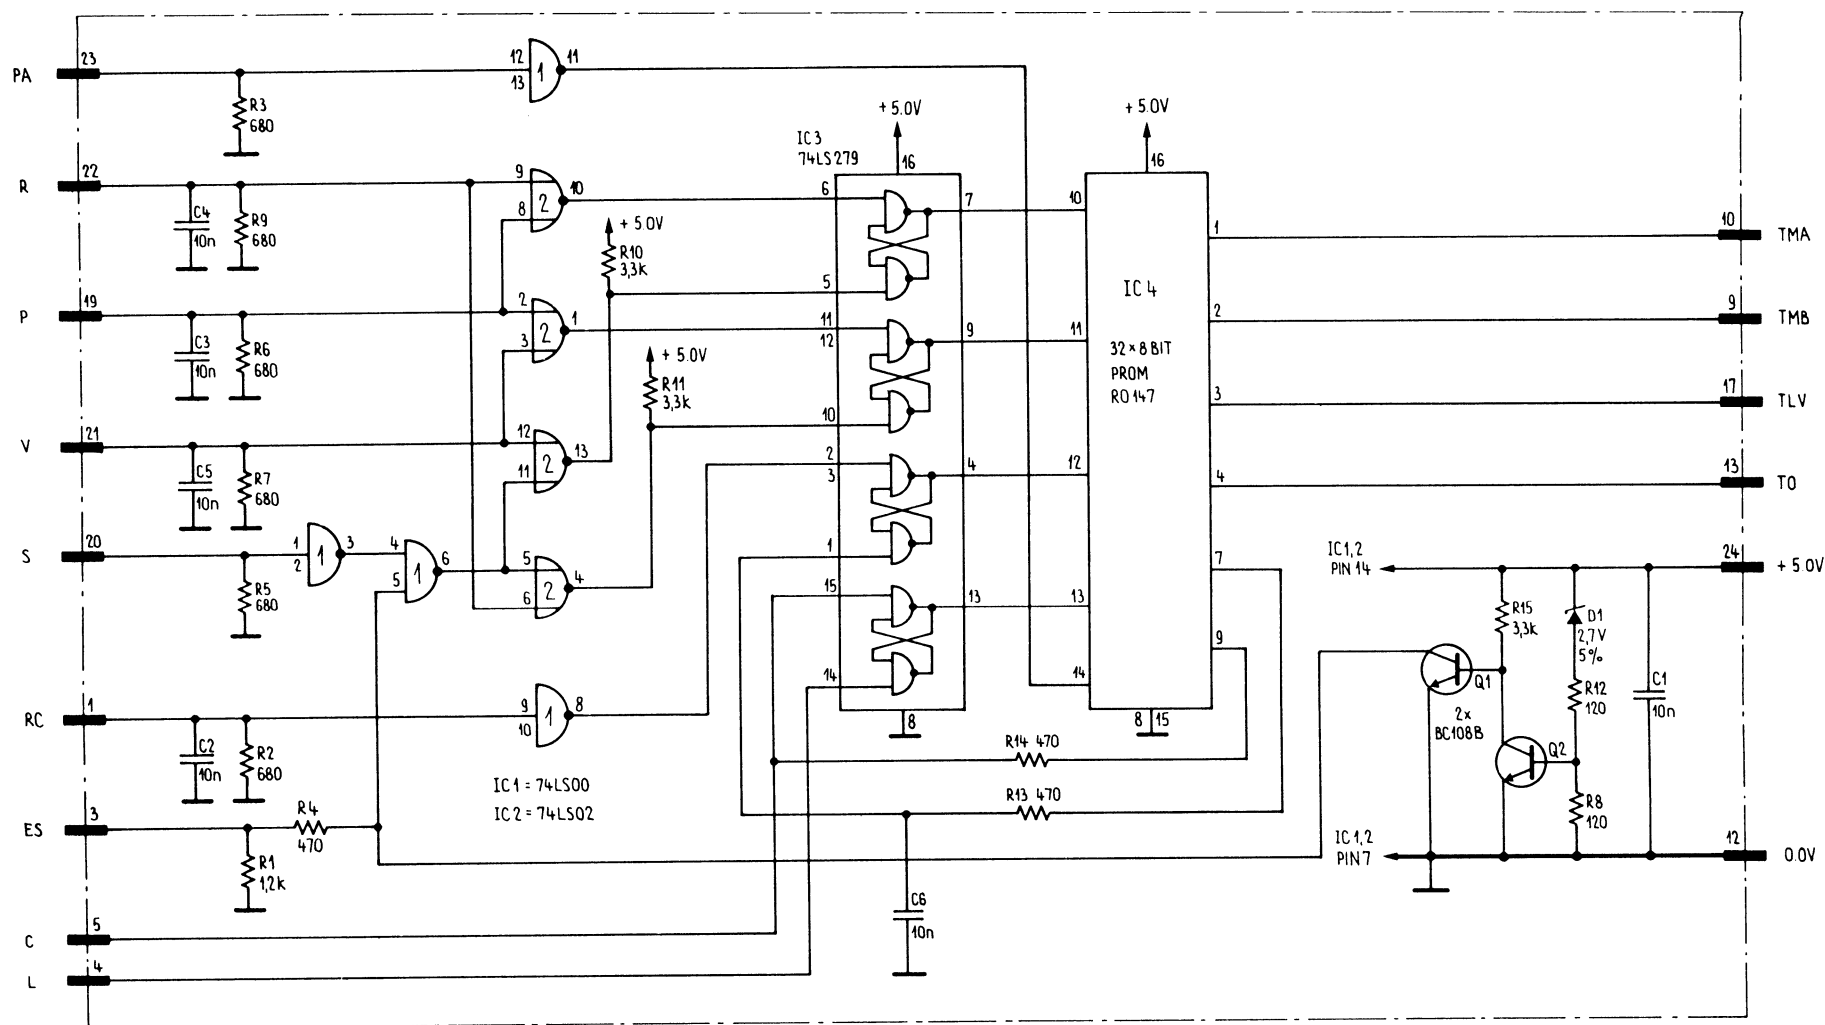 PA
23
R3
680
12
13
1
11
R
22
C4
10n
R9
680
9
8
2
10
+ 5.0V
R10
3,3k
P
19
C3
10n
R6
680
2
3
2
1
+ 5.0V
R11
3,3k
V
21
C5
10n
R7
680
12
11
2
13
S
20
R5
680
1
2
1
3
4
5
1
6
5
6
2
4
RC
1
C2
10n
R2
680
9
10
1
8
IC1 = 74LS00
IC2 = 74LS02
ES
3
R4
470
R1
1,2k
C
5
L
4
+ 5.0V
IC3
74LS279
16
6
7
5
11
12
9
10
2
3
4
1
15
13
14
8
R14 470
R13 470
C6
10n
+ 5.0V
16
10
11
12
13
14
IC4
32×8BIT
PROM
RO147
1
2
3
4
7
9
8
15
10
TMA
9
TMB
17
TLV
13
TO
IC1,2
PIN 14
24
+ 5.0V
R15
3,3k
D1
2,7V
5%
Q1
2x
BC108B
R12
120
C1
10n
Q2
R8
120
IC1,2
PIN7
12
0.0V